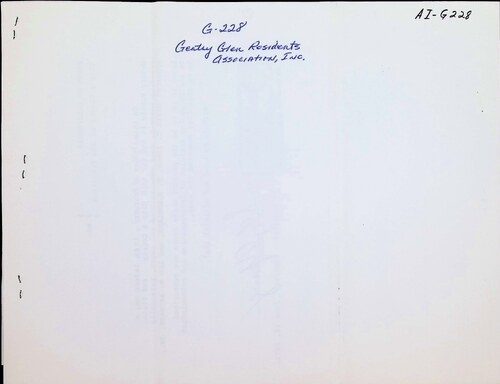 AI-G228
G-228
Gentry Glen Residents
Association, Inc.